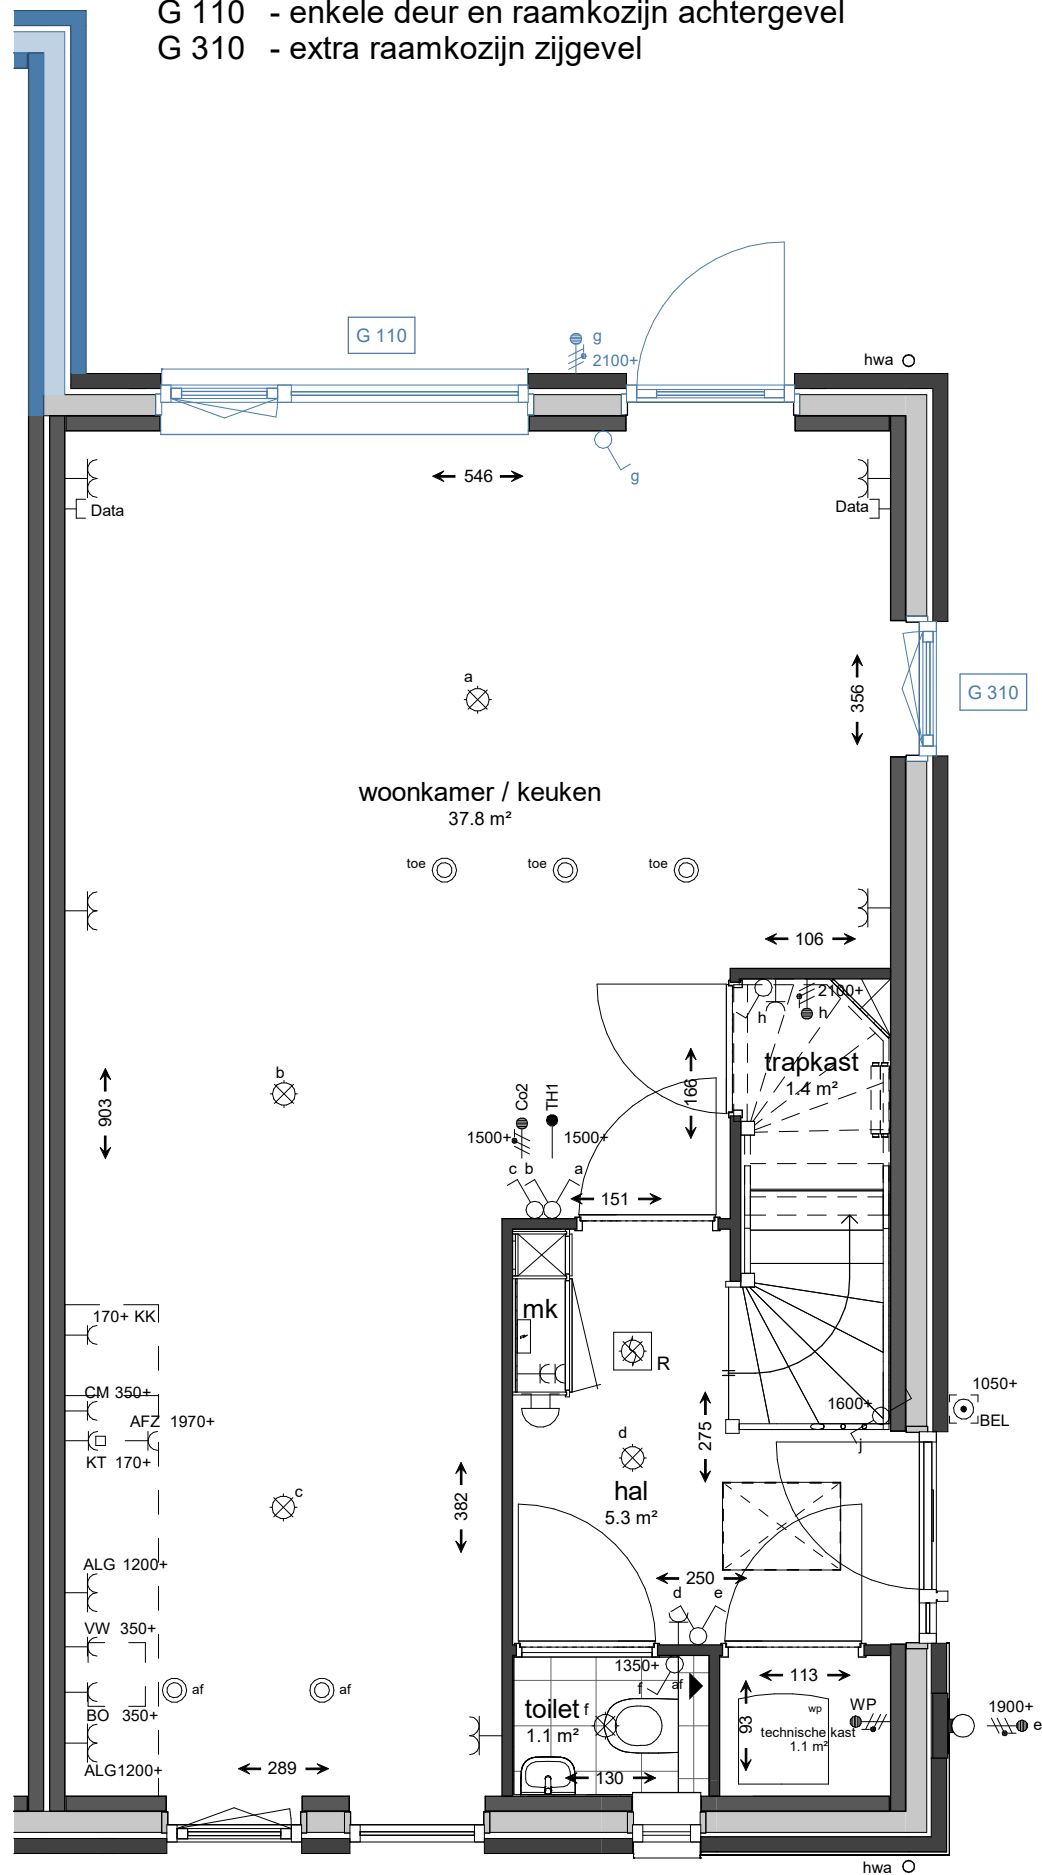 G 110 - enkele deur en raamkozijn achtergevel
G 310 - extra raamkozijn zijgevel
G 110
g
2100+
hwa
g
546
Data
Data
a
356
G 310
woonkamer / keuken
37.8 m²
toe
toe
toe
106
2100+
h
h
trapkast
1.4 m²
b
903
166
Co2
TH1
1500+
1500+
c
b
a
151
170+ KK
mk
R
CM 350+
AFZ 1970+
KT 170+
1050+
BEL
1600+
j
275
d
hal
5.3 m²
c
382
ALG 1200+
250
d
e
VW 350+
af
af
BO 350+
ALG1200+
1350+
f
af
toilet
f
1.1 m²
130
113
93
wp
WP
technische kast
1.1 m²
1900+
e
289
hwa